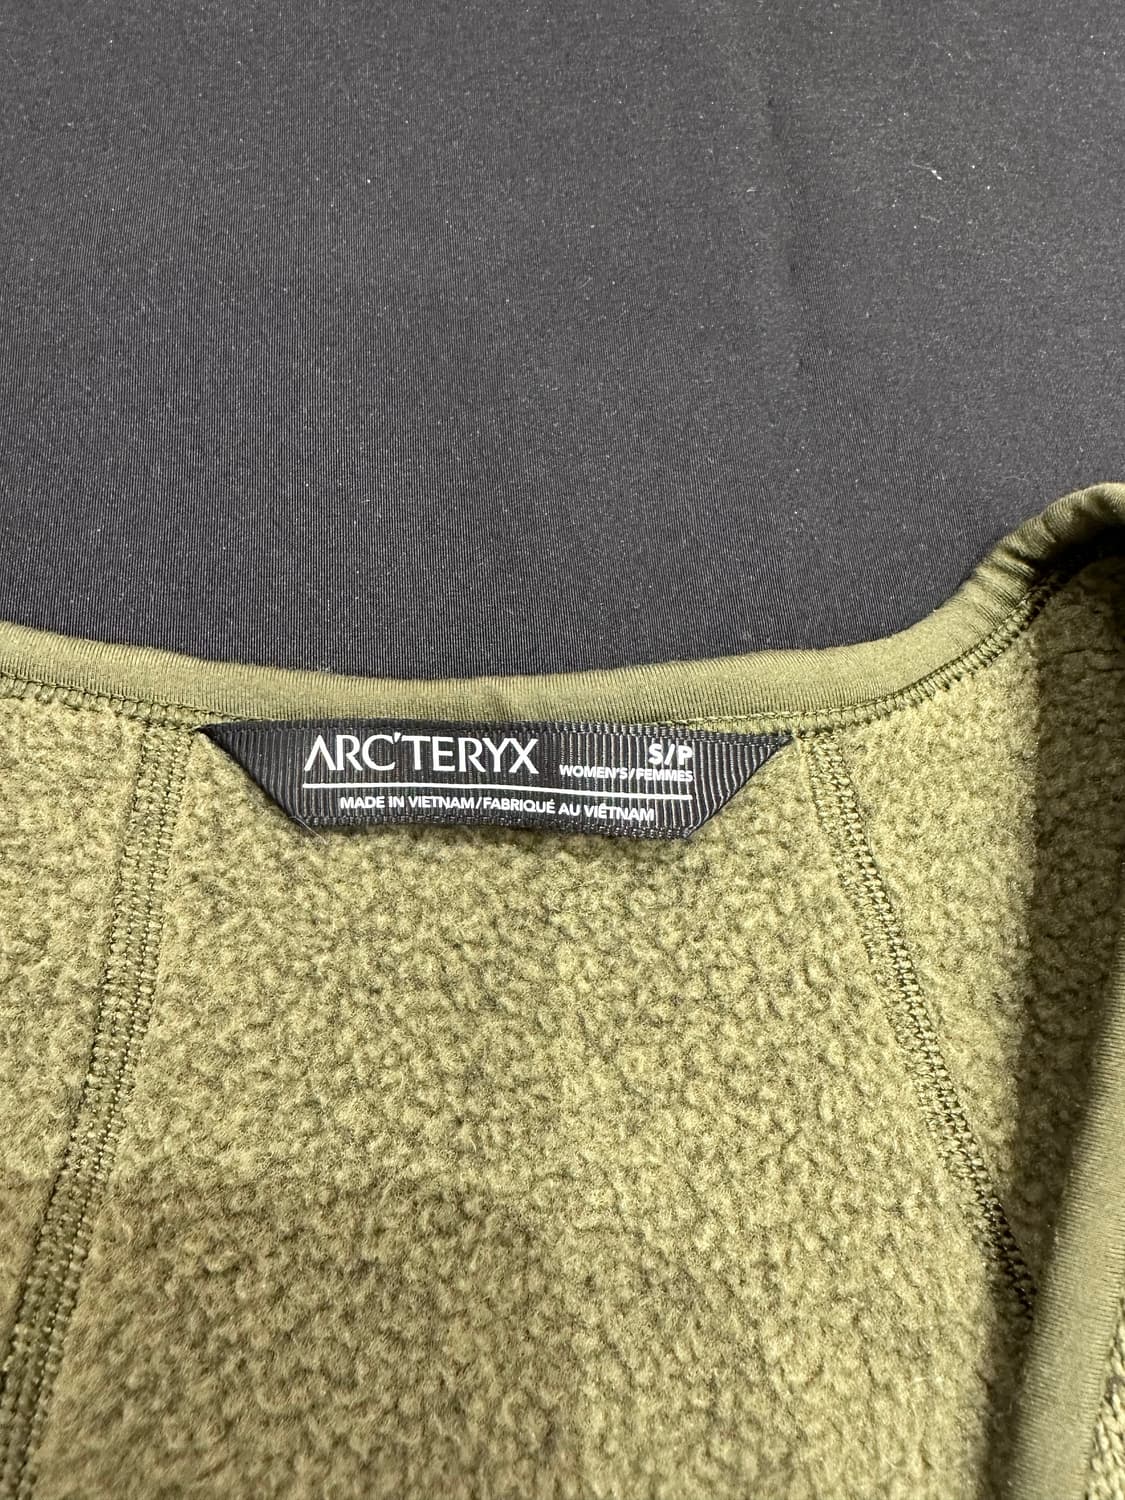 ARC'TERYX S/P
WOMEN'S/FEMMES
MADE IN VIETNAM/FABRIQUÉ AU VIÊTNAM